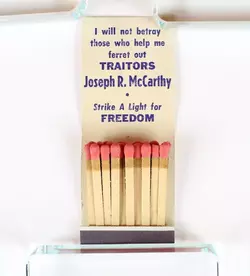 I will not betray
those who help me
ferret out
TRAITORS
Joseph R. McCarthy
•
Strike A Light for
FREEDOM